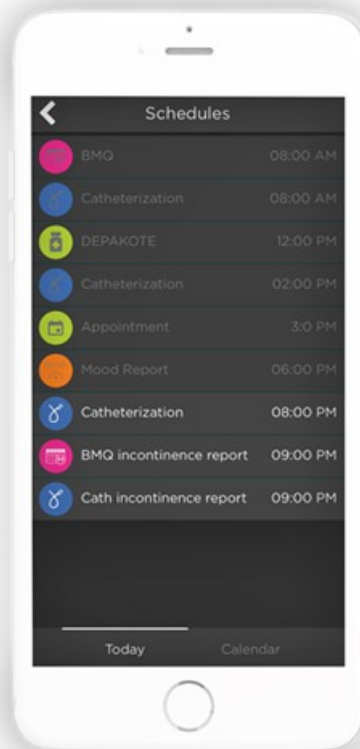 Schedules
BMQ 08:00 AM
Catheterization 08:00 AM
DEPAKOTE 12:00 PM
Catheterization 02:00 PM
Appointment 3:0 PM
Mood Report 06:00 PM
Catheterization 08:00 PM
BMQ incontinence report 09:00 PM
Cath incontinence report 09:00 PM
Today Calendar